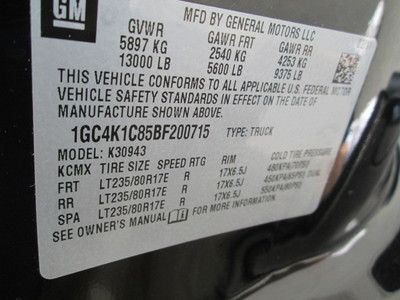 GM
MFD BY GENERAL MOTORS LLC
GVWR GAWR FRT GAWR RR
5897 KG 2540 KG 4253 KG
13000 LB 5600 LB 9375 LB
THIS VEHICLE CONFORMS TO ALL APPLICABLE U.S. FEDERAL MOTOR
VEHICLE SAFETY STANDARDS IN EFFECT ON THE DATE OF
MANUFACTURE SHOWN ABOVE.
1GC4K1C85BF200715 TYPE: TRUCK
MODEL: K30943
KCMX TIRE SIZE SPEED RTG RIM COLD TIRE PRESSURE
FRT LT235/80R17E R 17X6.5J
RR LT235/80R17E R 17X6.5J DUAL
SPA LT235/80R17E R 17X6.5J 550KPA/80PSI
SEE OWNER'S MANUAL FOR MORE INFORMATION.